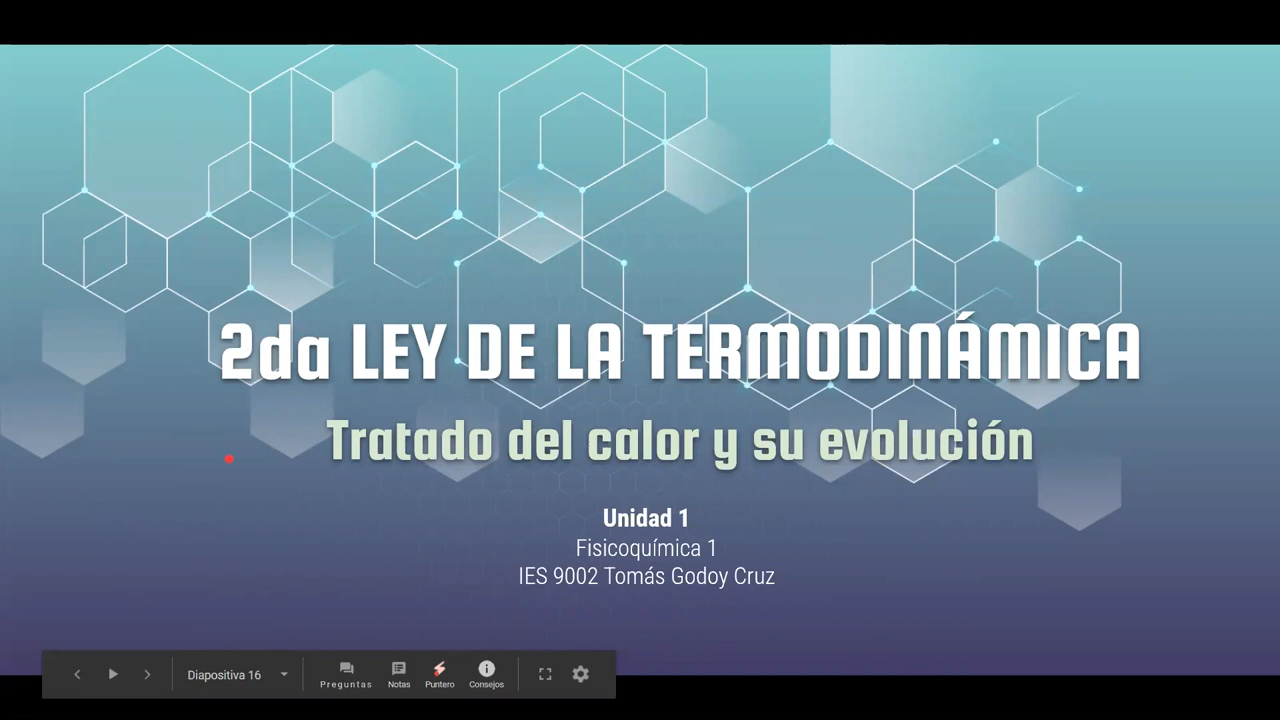 2da LEY DE LA TERMODINÁMICA
Tratado del calor y su evolución
Unidad 1
Fisicoquímica 1
IES 9002 Tomás Godoy Cruz
Diapositiva 16
Preguntas
Notas
Puntero
Consejos